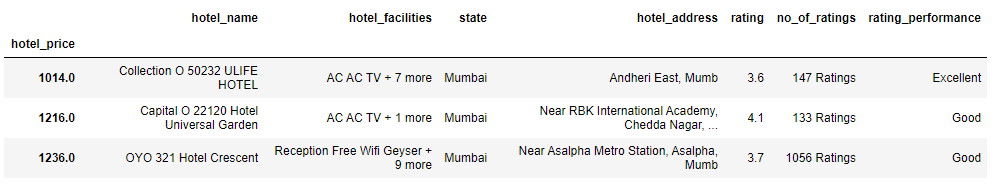 hotel_name hotel_facilities state hotel_address rating no_of_ratings rating_performance
hotel_price
1014.0 Collection O 50232 ULIFE HOTEL AC AC TV + 7 more Mumbai Andheri East, Mumb 3.6 147 Ratings Excellent
1216.0 Capital O 22120 Hotel Universal Garden AC AC TV + 1 more Mumbai Near RBK International Academy, Chedda Nagar, ... 4.1 133 Ratings Good
1236.0 OYO 321 Hotel Crescent Reception Free Wifi Geyser + 9 more Mumbai Near Asalpha Metro Station, Asalpha, Mumb 3.7 1056 Ratings Good